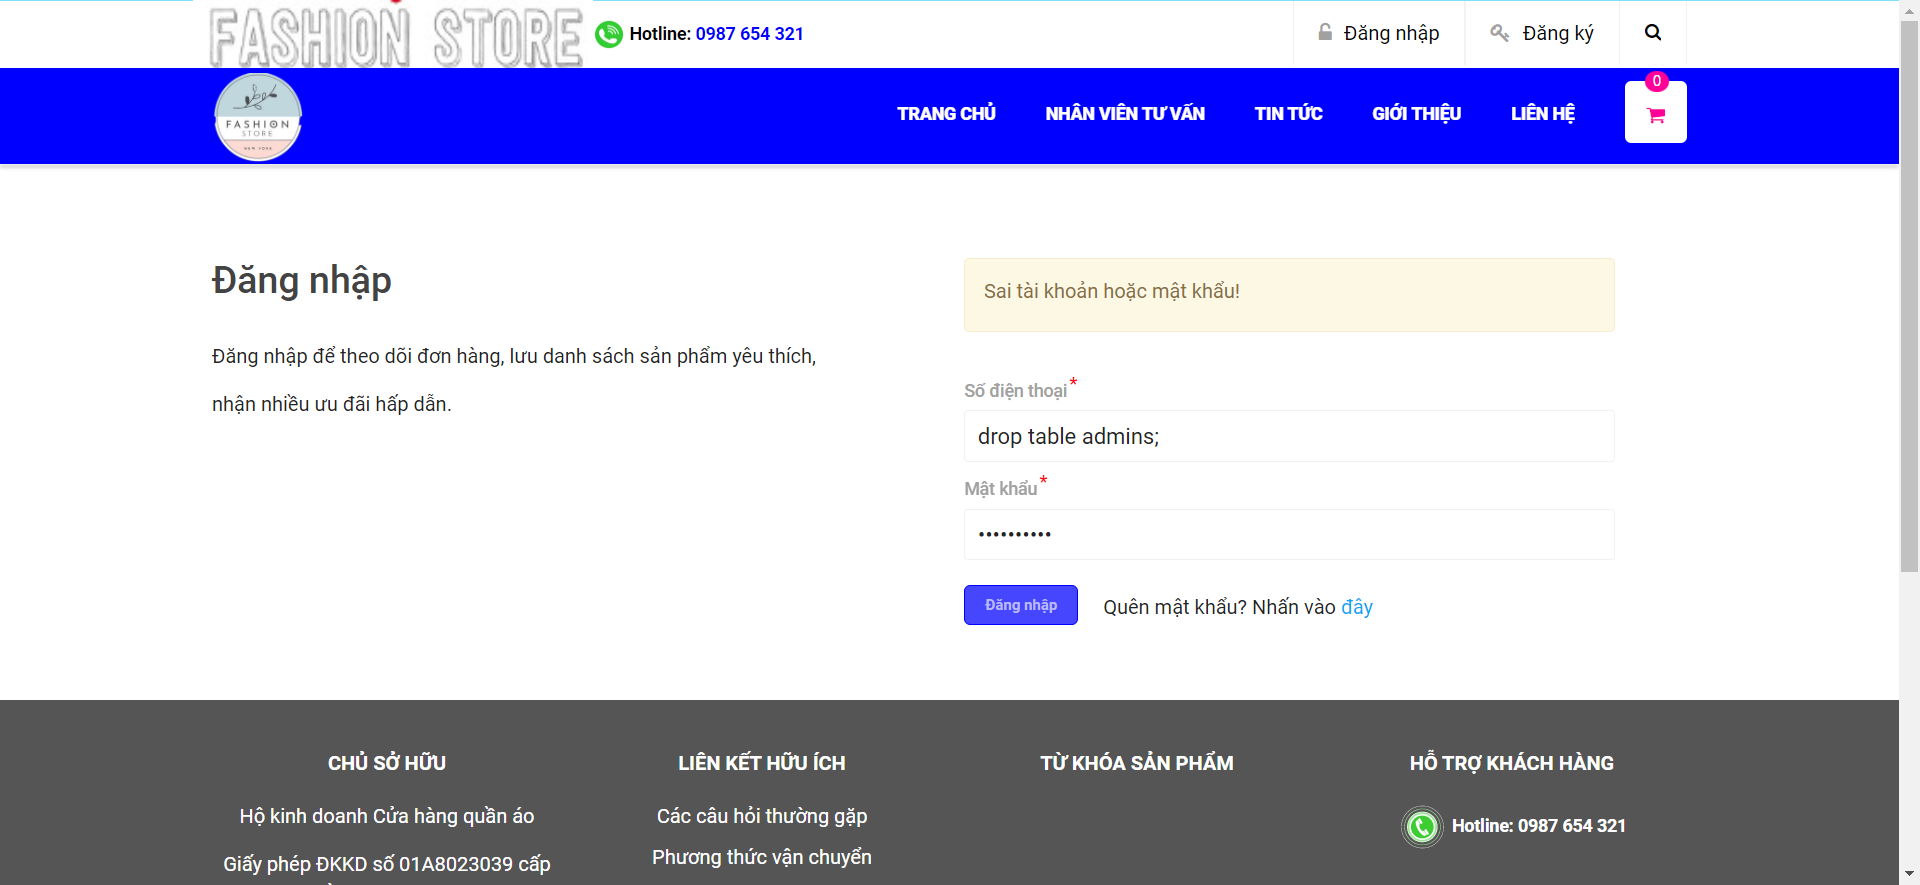 FASHION STORE
Hotline: 0987 654 321
Đăng nhập
Đăng ký
FASHION
STORE
NEW YORK
TRANG CHỦ
NHÂN VIÊN TƯ VẤN
TIN TỨC
GIỚI THIỆU
LIÊN HỆ
0
Đăng nhập
Đăng nhập để theo dõi đơn hàng, lưu danh sách sản phẩm yêu thích,
nhận nhiều ưu đãi hấp dẫn.
Sai tài khoản hoặc mật khẩu!
Số điện thoại*
drop table admins;
Mật khẩu*
••••••••••
Đăng nhập
Quên mật khẩu? Nhấn vào đây
CHỦ SỞ HỮU
Hộ kinh doanh Cửa hàng quần áo
Giấy phép ĐKKD số 01A8023039 cấp
LIÊN KẾT HỮU ÍCH
Các câu hỏi thường gặp
Phương thức vận chuyển
TỪ KHÓA SẢN PHẨM
HỖ TRỢ KHÁCH HÀNG
Hotline: 0987 654 321